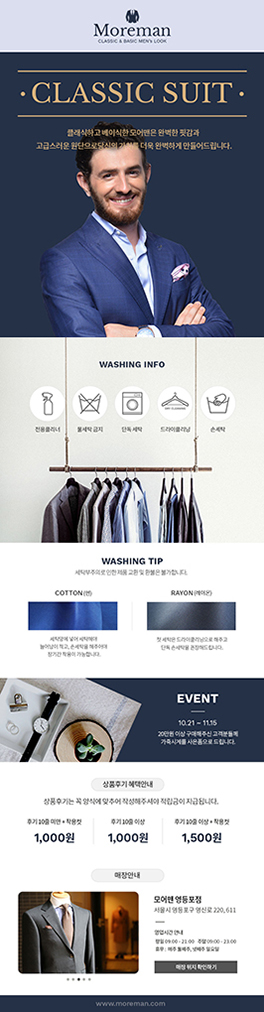 Moreman
CLASSIC & BASIC MEN's LOOK
· CLASSIC SUIT ·
클래식하고 베이식한 모어맨은 완벽한 핏감과
고급스러운 원단으로 당신의 가치를 더욱 완벽하게 만들어드립니다.
WASHING INFO
전용클리너
물세탁 금지
단독 세탁
DRY CLEANING
드라이클리닝
손세탁
WASHING TIP
세탁부주의로 인한 제품 교환 및 환불은 불가합니다.
COTTON(면)
RAYON(레이온)
세탁망에 넣어 세탁해야
늘어남이 적고, 손세탁을 해주어야
장기간 착용이 가능합니다.
첫 세탁은 드라이클리닝으로 해주고
단독 손세탁을 권장해드립니다.
EVENT
10.21 ~ 11.15
20만원 이상 구매해주신 고객분들께
가죽시계를 사은품으로 드립니다.
상품후기 혜택안내
상품후기는 꼭 양식에 맞추어 작성해주셔야 적립금이 지급됩니다.
후기 10줄 미만 + 착용컷
1,000원
후기 10줄 이상
1,000원
후기 10줄 이상 + 착용컷
1,500원
매장안내
모어맨 영등포점
서울시 영등포구 영신로 220, 611
영업시간 안내
평일 09:00 - 21:00 주말 09:00 - 23:00
휴무 : 매주 둘째주, 넷째주 일요일
매장 위치 확인하기
www.moreman.com